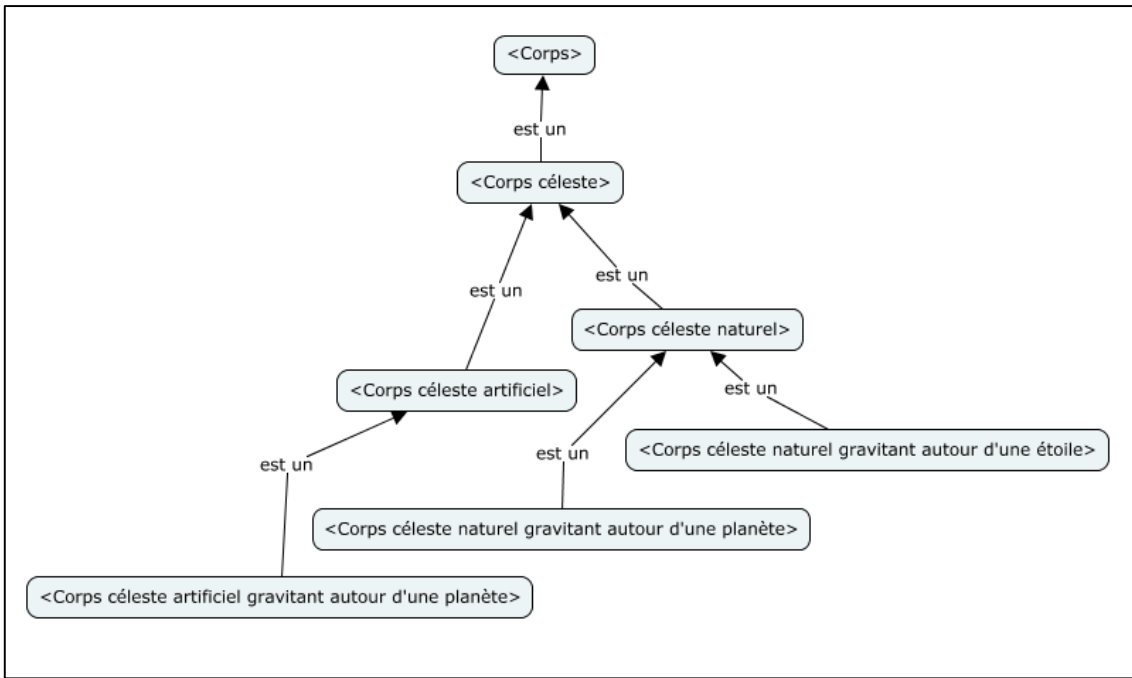 <Corps>
est un
<Corps céleste>
est un
est un
<Corps céleste naturel>
<Corps céleste artificiel>
est un
est un
est un
<Corps céleste naturel gravitant autour d'une étoile>
<Corps céleste naturel gravitant autour d'une planète>
<Corps céleste artificiel gravitant autour d'une planète>